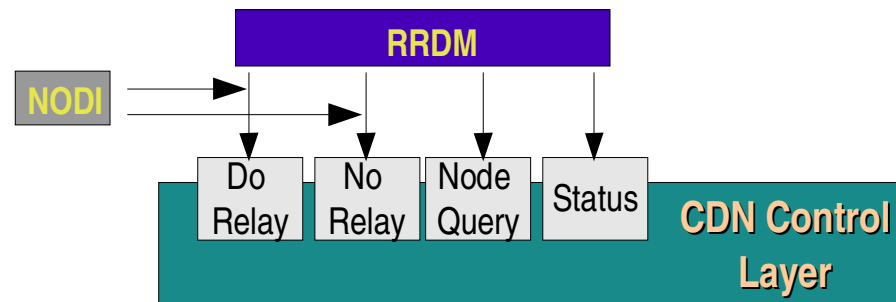 RRDM
NODI
Do
Relay
No
Relay
Node
Query
Status
CDN Control
Layer